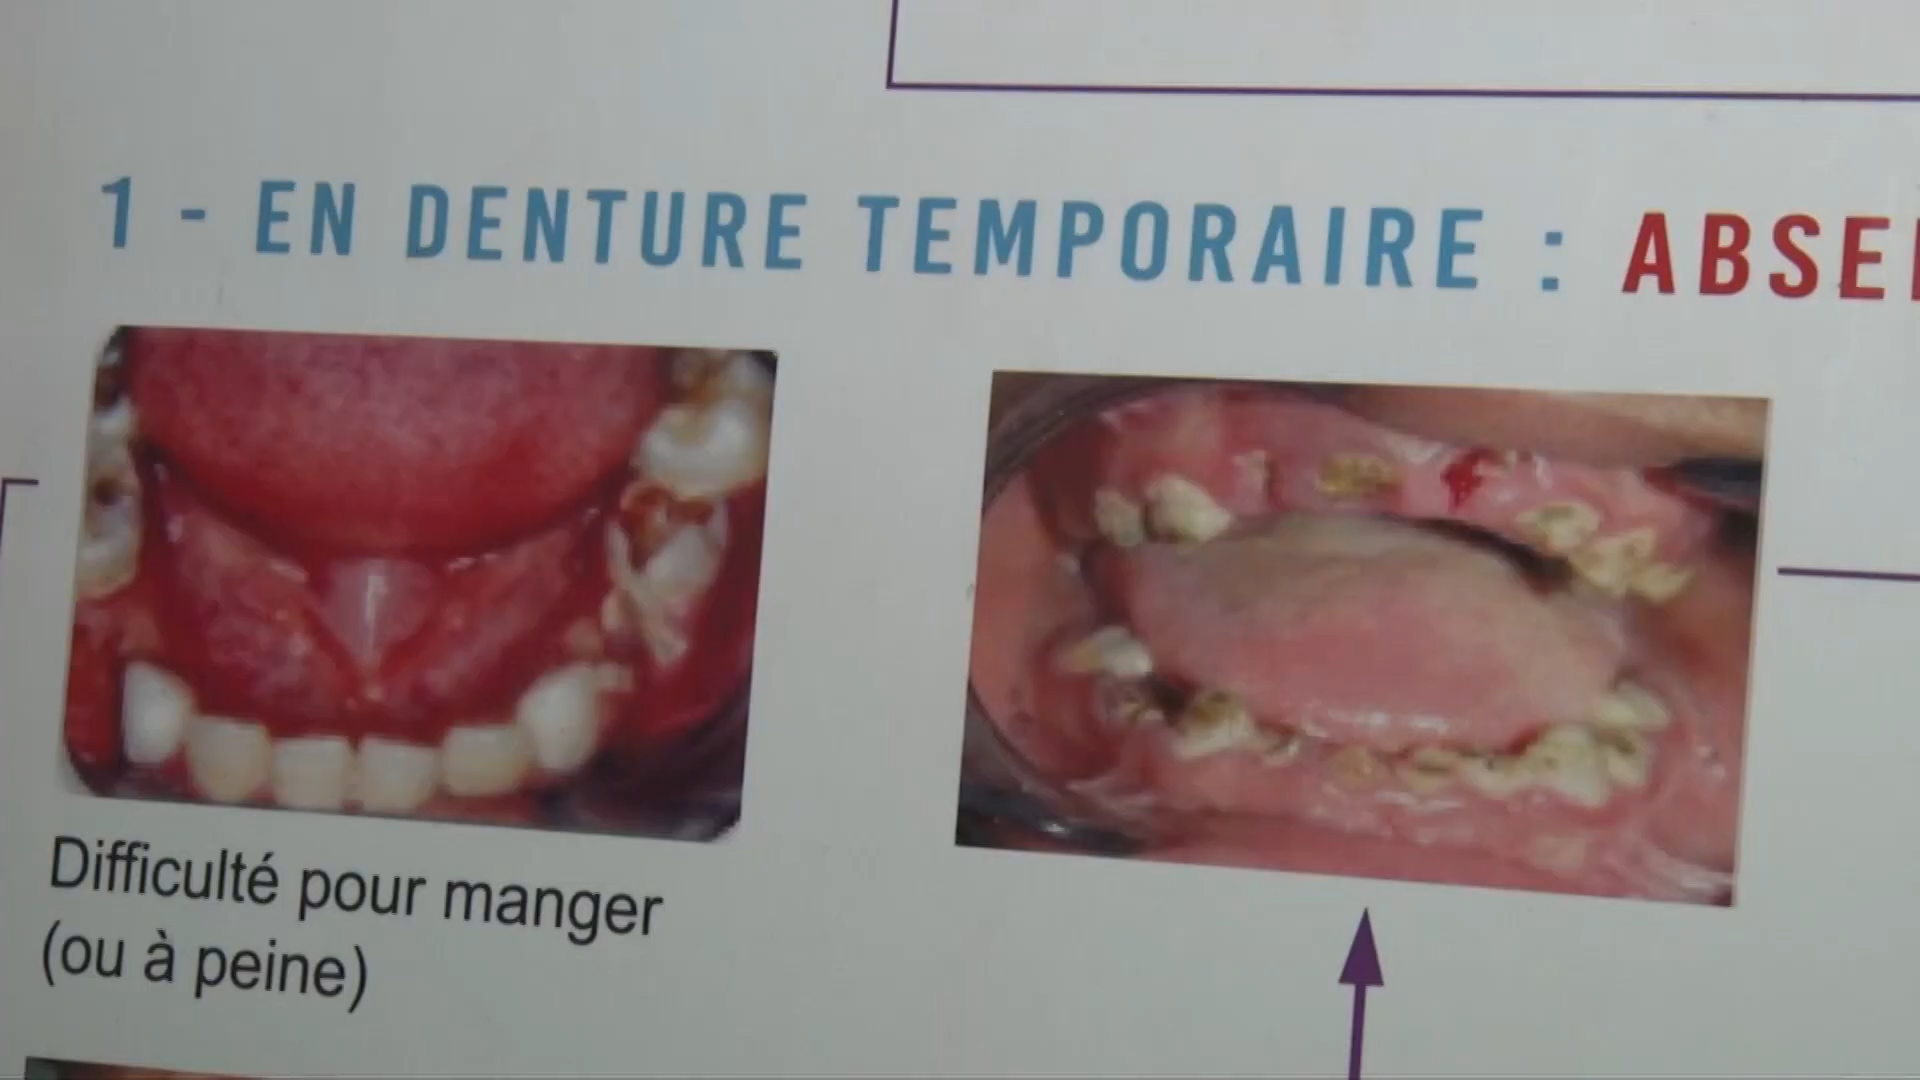 1 - EN DENTURE TEMPORAIRE :
Difficulté pour manger
(ou à peine)